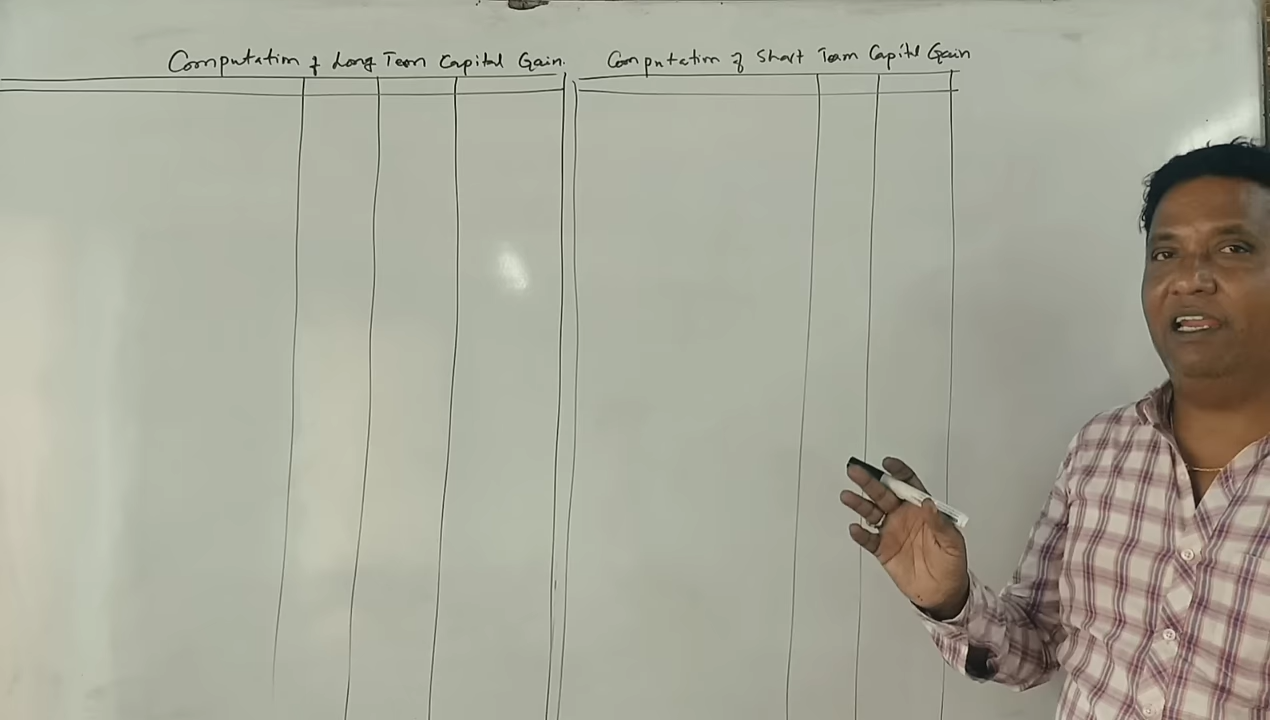 Computation of Long Term Capital Gain.
Computation of Short Term Capital Gain